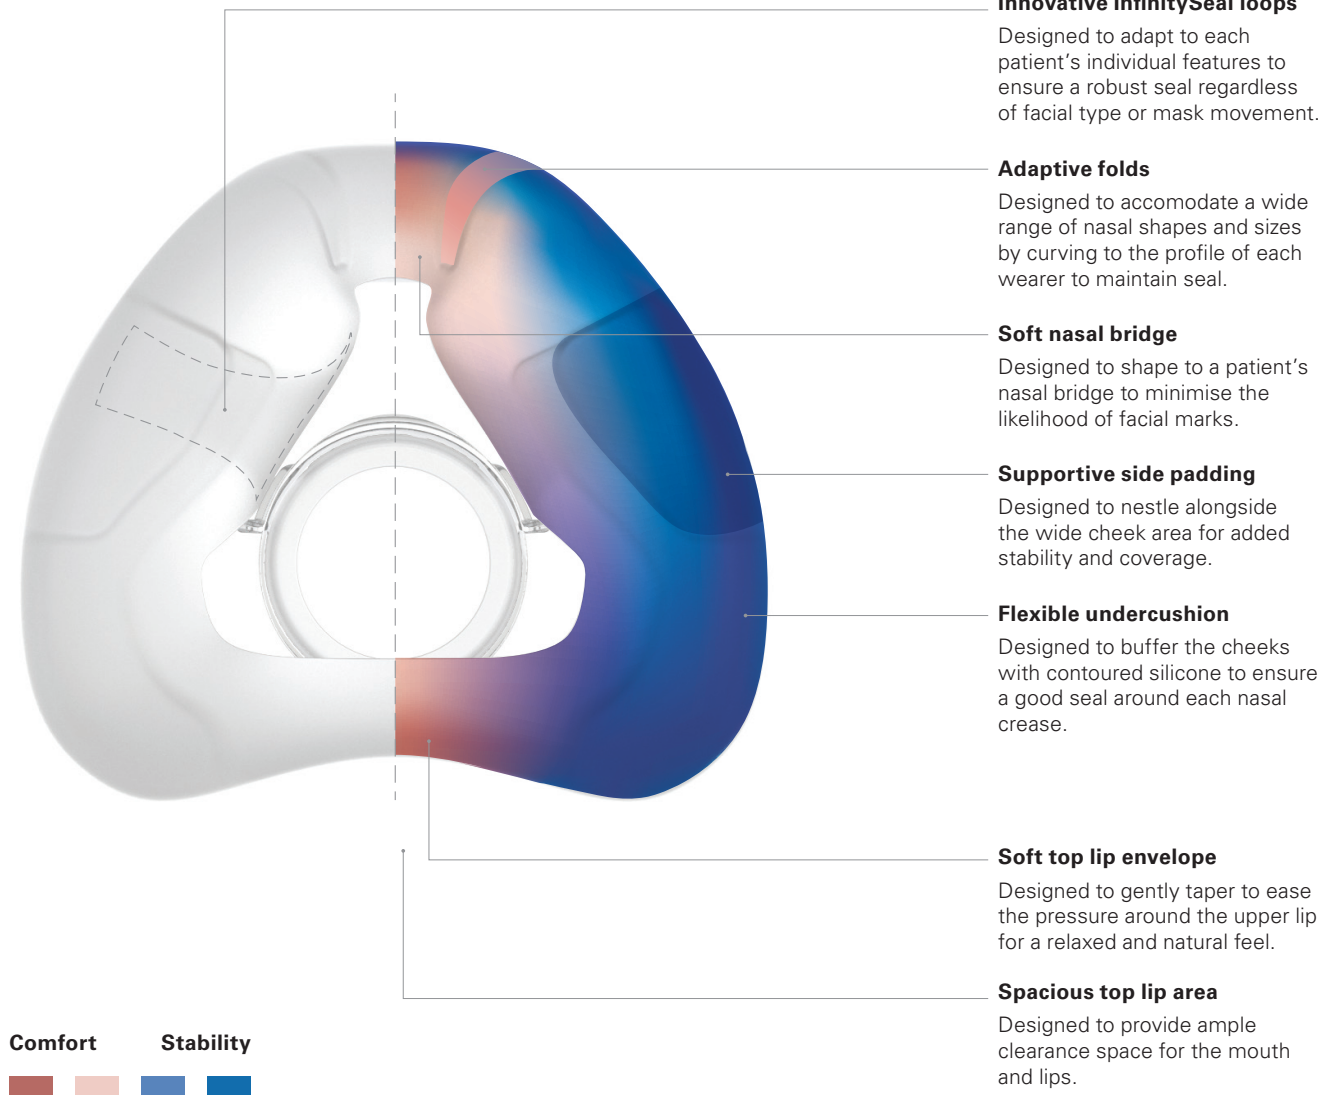 Innovative InfinitySeal loops
Designed to adapt to each
patient's individual features to
ensure a robust seal regardless
of facial type or mask movement.
Adaptive folds
Designed to accomodate a wide
range of nasal shapes and sizes
by curving to the profile of each
wearer to maintain seal.
Soft nasal bridge
Designed to shape to a patient's
nasal bridge to minimise the
likelihood of facial marks.
Supportive side padding
Designed to nestle alongside
the wide cheek area for added
stability and coverage.
Flexible undercushion
Designed to buffer the cheeks
with contoured silicone to ensure
a good seal around each nasal
crease.
Soft top lip envelope
Designed to gently taper to ease
the pressure around the upper lip
for a relaxed and natural feel.
Spacious top lip area
Designed to provide ample
clearance space for the mouth
and lips.
Comfort Stability